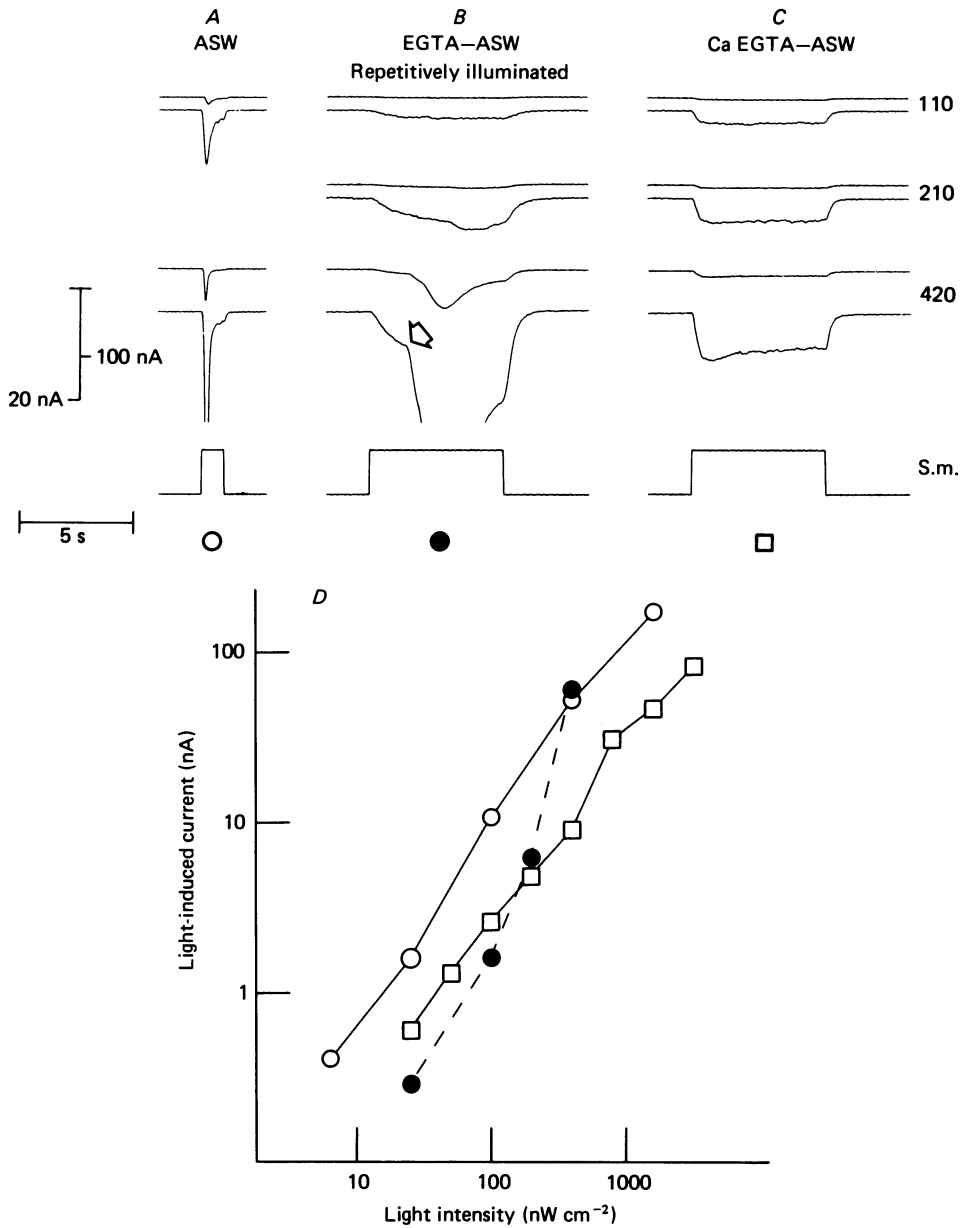 A
B
C
ASW
EGTA–ASW
Ca EGTA–ASW
Repetitively illuminated
110
210
420
100 nA
20 nA
S.m.
5 s
D
100
10
1
Light-induced current (nA)
10
100
1000
Light intensity (nW cm⁻²)